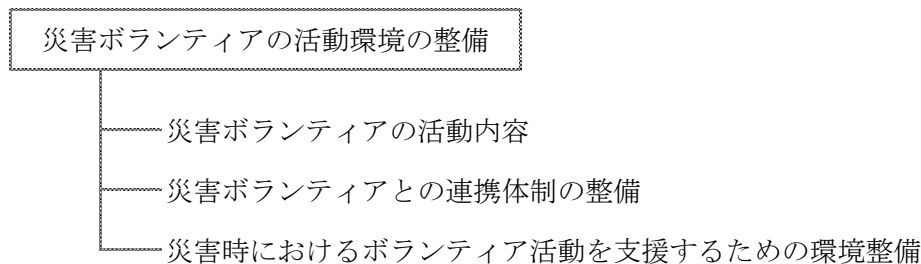 災害ボランティアの活動環境の整備
災害ボランティアの活動内容
災害ボランティアとの連携体制の整備
災害時におけるボランティア活動を支援するための環境整備